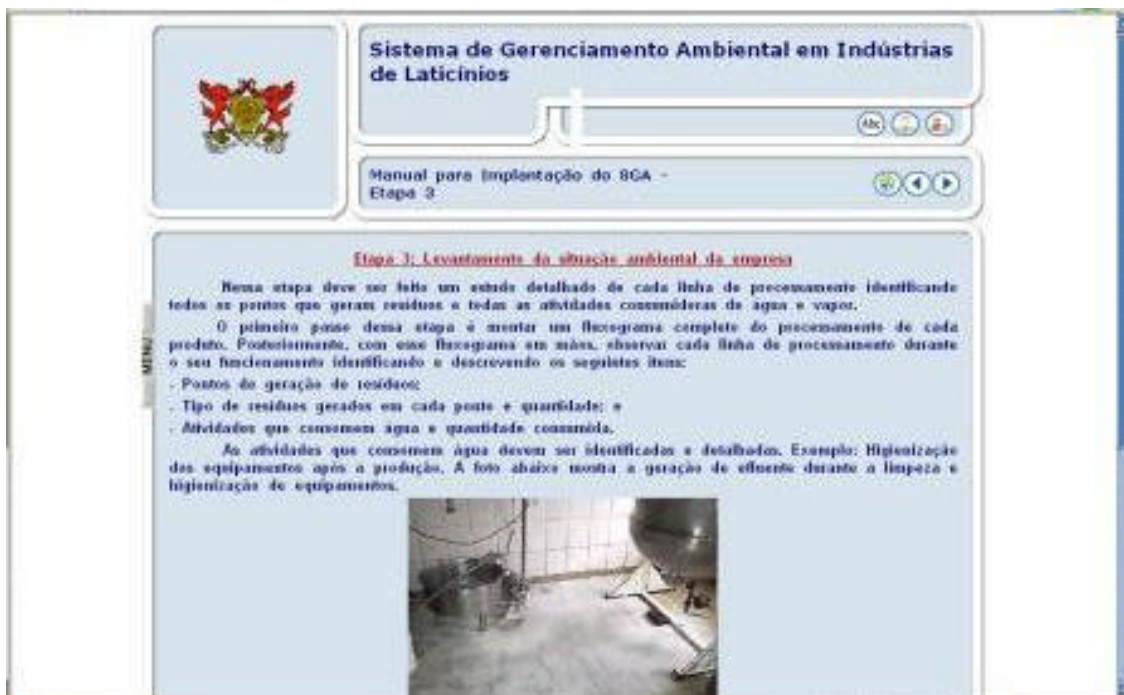 Sistema de Gerenciamento Ambiental em Indústrias
de Laticínios
Abc
Manual para Implantação do SGA -
Etapa 3
MENU
Etapa 3: Levantamento da situação ambiental da empresa
Nessa etapa deve ser feito um estudo detalhado de cada linha de processamento identificando
todos os pontos que geram resíduos e todas as atividades consumidoras de água e vapor.
O primeiro passo dessa etapa é montar um fluxograma completo do processamento de cada
produto. Posteriormente, com esse fluxograma em mãos, observar cada linha de processamento durante
o seu funcionamento identificando e descrevendo os seguintes itens:
- Pontos de geração de resíduos;
- Tipo de resíduos gerados em cada ponto e quantidade; e
- Atividades que consomem água e quantidade consumida.
As atividades que consomem água devem ser identificadas e detalhadas. Exemplo: Higienização
dos equipamentos após a produção. A foto abaixo mostra a geração de efluente durante a limpeza e
higienização de equipamentos.